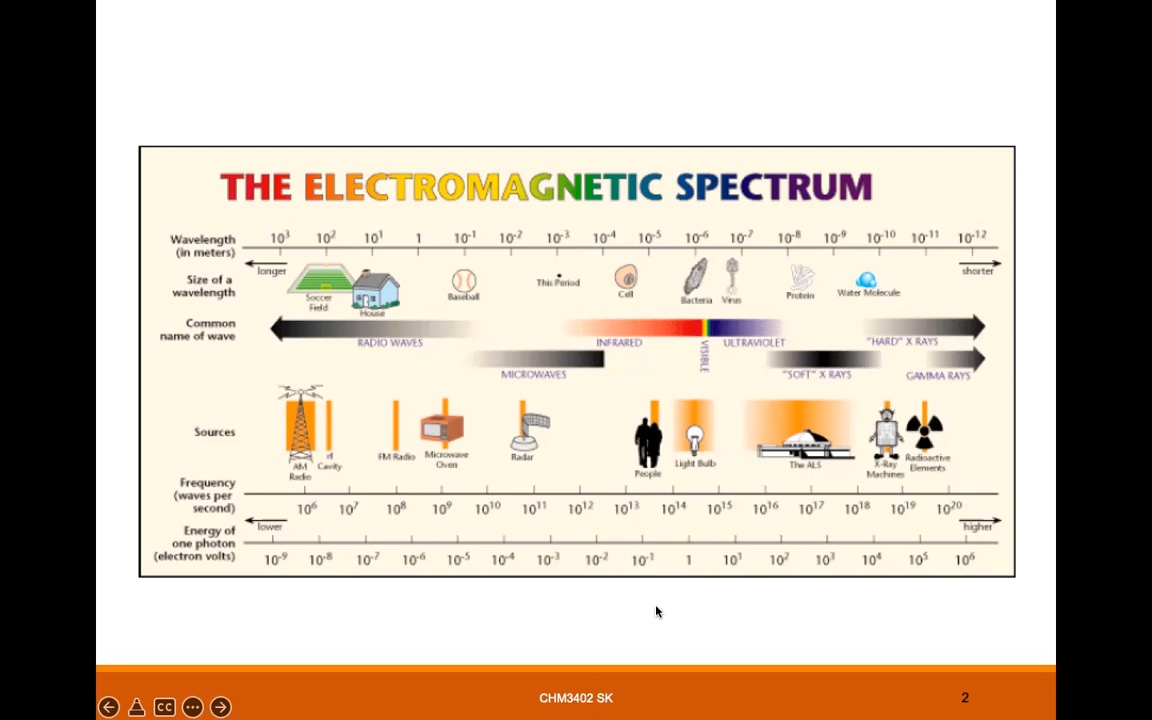 THE ELECTROMAGNETIC SPECTRUM
Wavelength
(in meters)
10³ 10² 10¹ 1 10⁻¹ 10⁻² 10⁻³ 10⁻⁴ 10⁻⁵ 10⁻⁶ 10⁻⁷ 10⁻⁸ 10⁻⁹ 10⁻¹⁰ 10⁻¹¹ 10⁻¹²
longer
shorter
Size of a
wavelength
Soccer
Field
House
Baseball
This Period
Cell
Bacteria
Virus
Protein
Water Molecule
Common
name of wave
RADIO WAVES
INFRARED
VISIBLE
ULTRAVIOLET
"HARD" X RAYS
MICROWAVES
"SOFT" X RAYS
GAMMA RAYS
Sources
AM
Radio
rf
Cavity
FM Radio
Microwave
Oven
Radar
People
Light Bulb
The ALS
X-Ray
Machines
Radioactive
Elements
Frequency
(waves per
second)
10⁶ 10⁷ 10⁸ 10⁹ 10¹⁰ 10¹¹ 10¹² 10¹³ 10¹⁴ 10¹⁵ 10¹⁶ 10¹⁷ 10¹⁸ 10¹⁹ 10²⁰
lower
higher
Energy of
one photon
(electron volts)
10⁻⁹ 10⁻⁸ 10⁻⁷ 10⁻⁶ 10⁻⁵ 10⁻⁴ 10⁻³ 10⁻² 10⁻¹ 1 10¹ 10² 10³ 10⁴ 10⁵ 10⁶
CC
CHM3402 SK
2